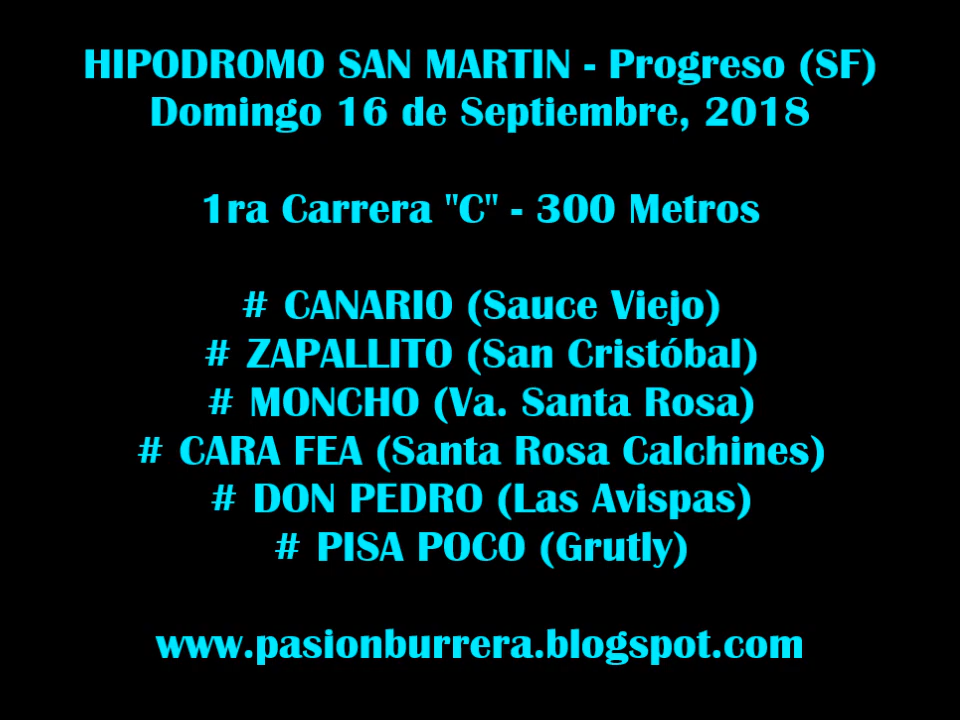 HIPODROMO SAN MARTIN - Progreso (SF)
Domingo 16 de Septiembre, 2018
1ra Carrera "C" - 300 Metros
# CANARIO (Sauce Viejo)
# ZAPALLITO (San Cristóbal)
# MONCHO (Va. Santa Rosa)
# CARA FEA (Santa Rosa Calchines)
# DON PEDRO (Las Avispas)
# PISA POCO (Grutly)
www.pasionburrera.blogspot.com